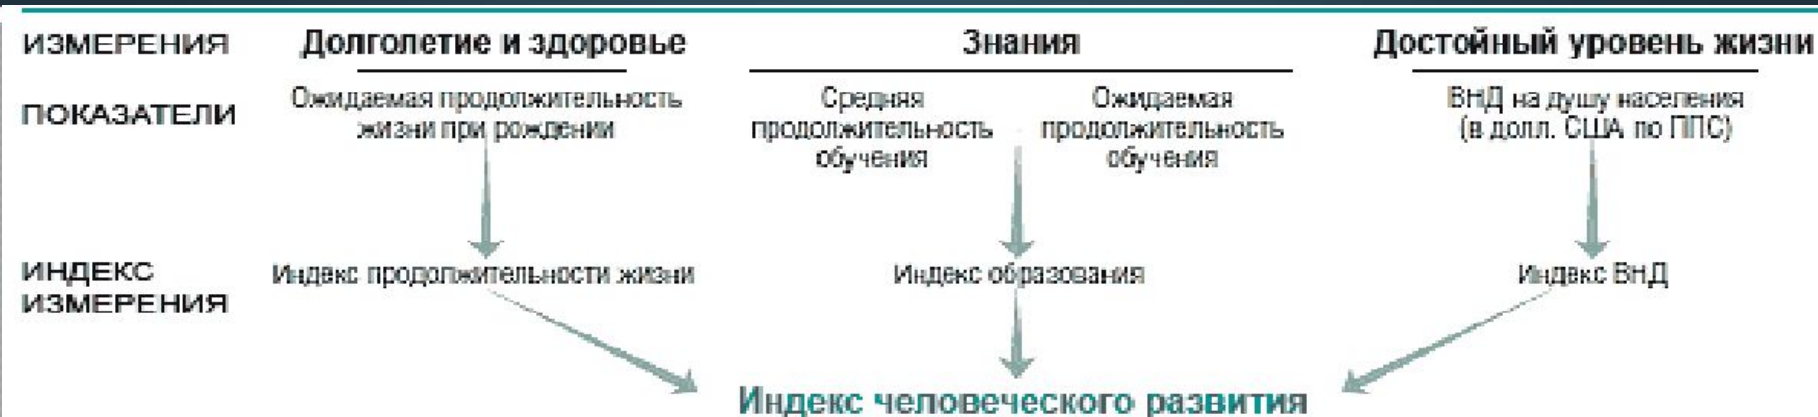 ИЗМЕРЕНИЯ
Долголетие и здоровье
Знания
Достойный уровень жизни
ПОКАЗАТЕЛИ
Ожидаемая продолжительность
жизни при рождении
Средняя
продолжительность
обучения
Ожидаемая
продолжительность
обучения
ВНД на душу населения
(в долл. США по ППС)
ИНДЕКС
ИЗМЕРЕНИЯ
Индекс продолжительности жизни
Индекс образования
Индекс ВНД
Индекс человеческого развития